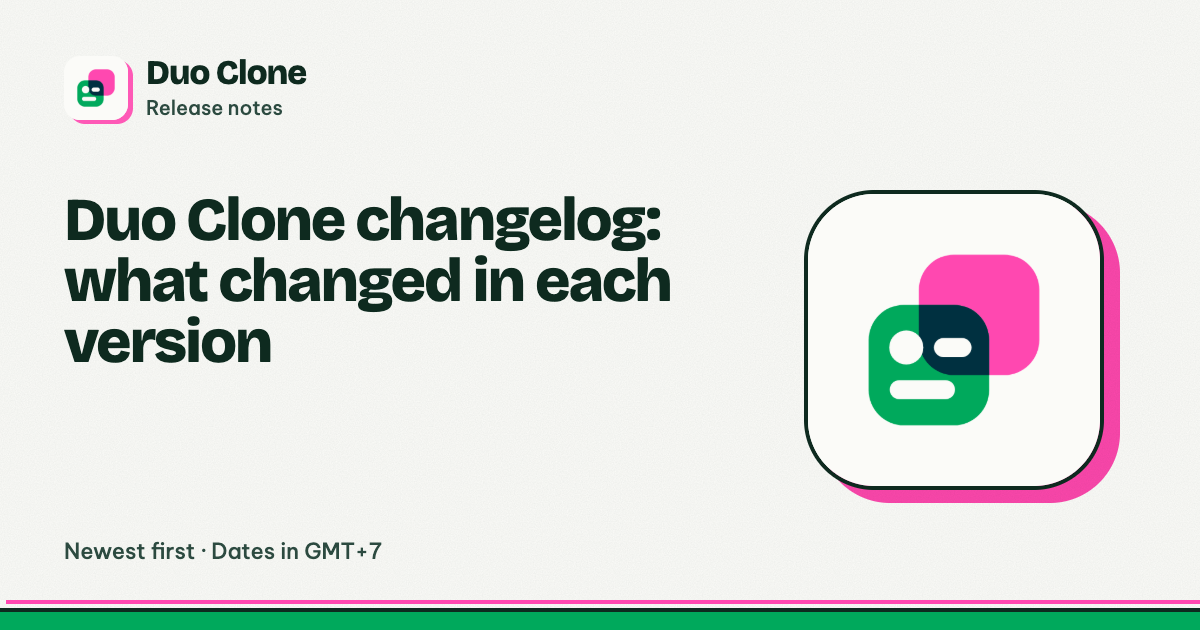 Duo Clone
Release notes
Duo Clone changelog:
what changed in each
version
Newest first · Dates in GMT+7